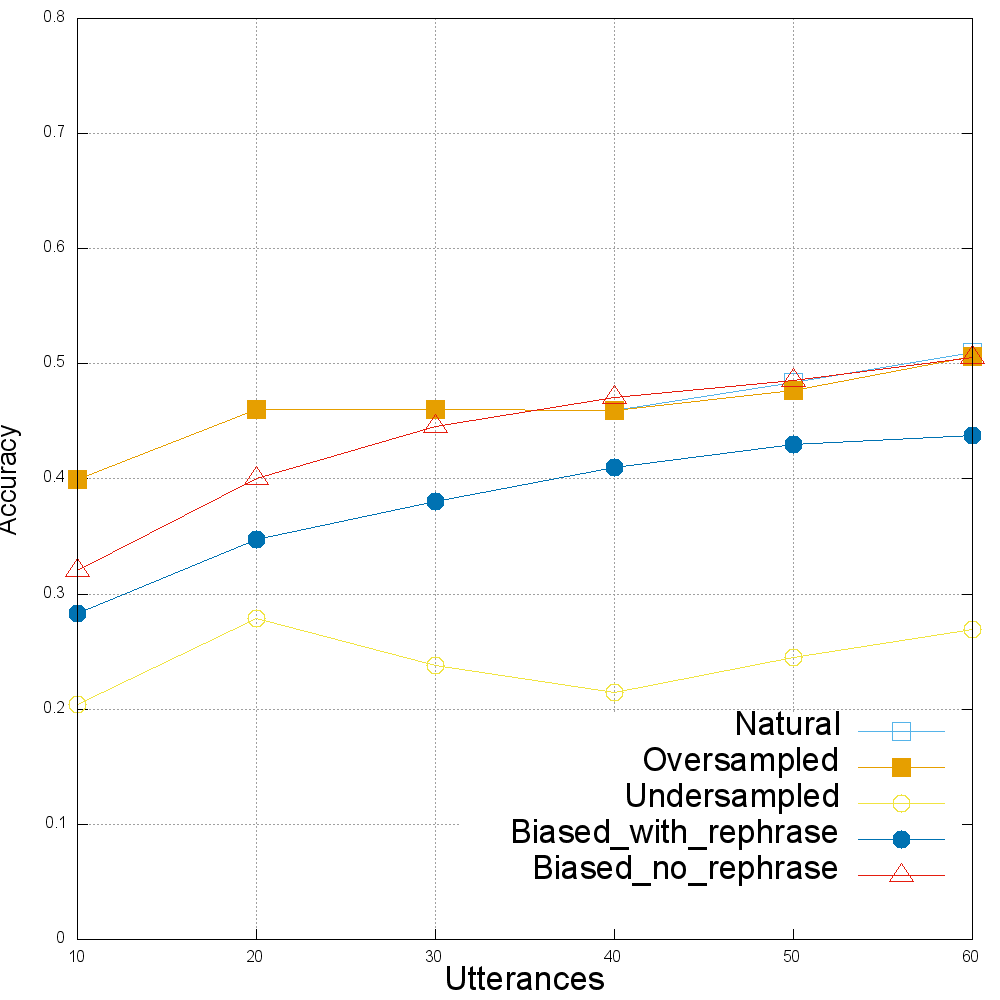 0.8
0.7
0.6
0.5
0.4
0.3
0.2
0.1
0
Accuracy
Natural
Oversampled
Undersampled
Biased_with_rephrase
Biased_no_rephrase
10 20 30 40 50 60
Utterances